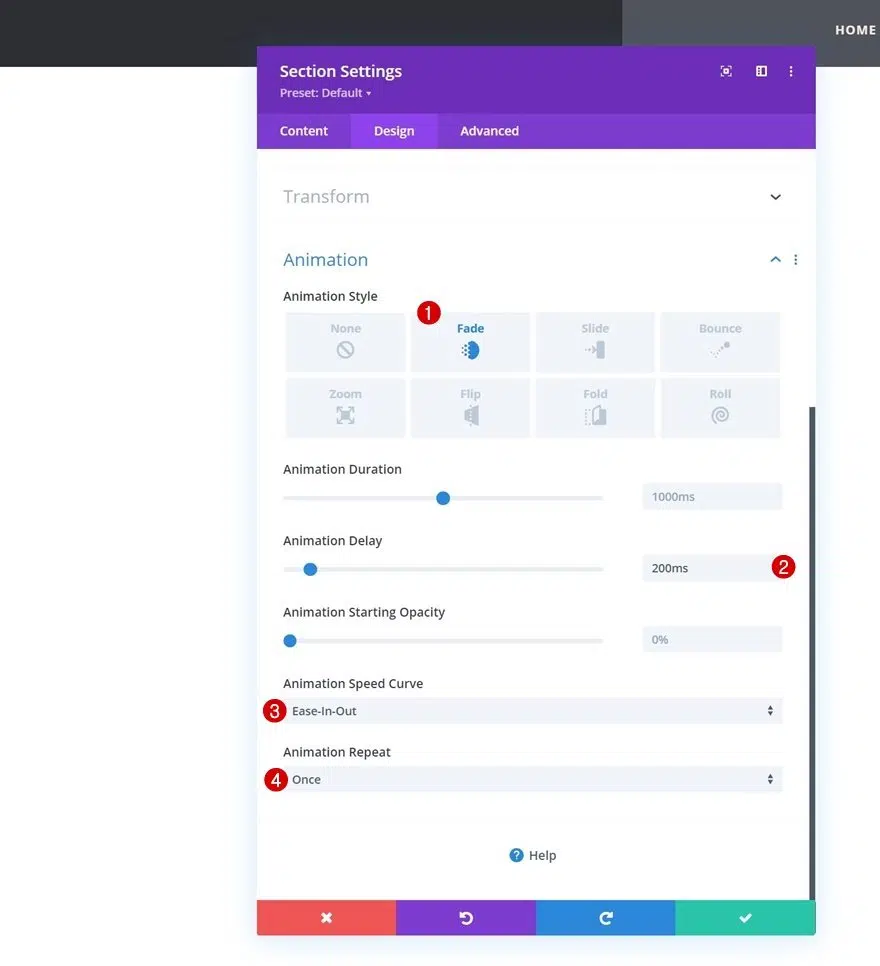 HOME
Section Settings
Preset: Default
Content Design Advanced
Transform
Animation
Animation Style
1
None Fade Slide Bounce
Zoom Flip Fold Roll
Animation Duration
1000ms
Animation Delay
200ms 2
Animation Starting Opacity
0%
Animation Speed Curve
3 Ease-In-Out
Animation Repeat
4 Once
? Help